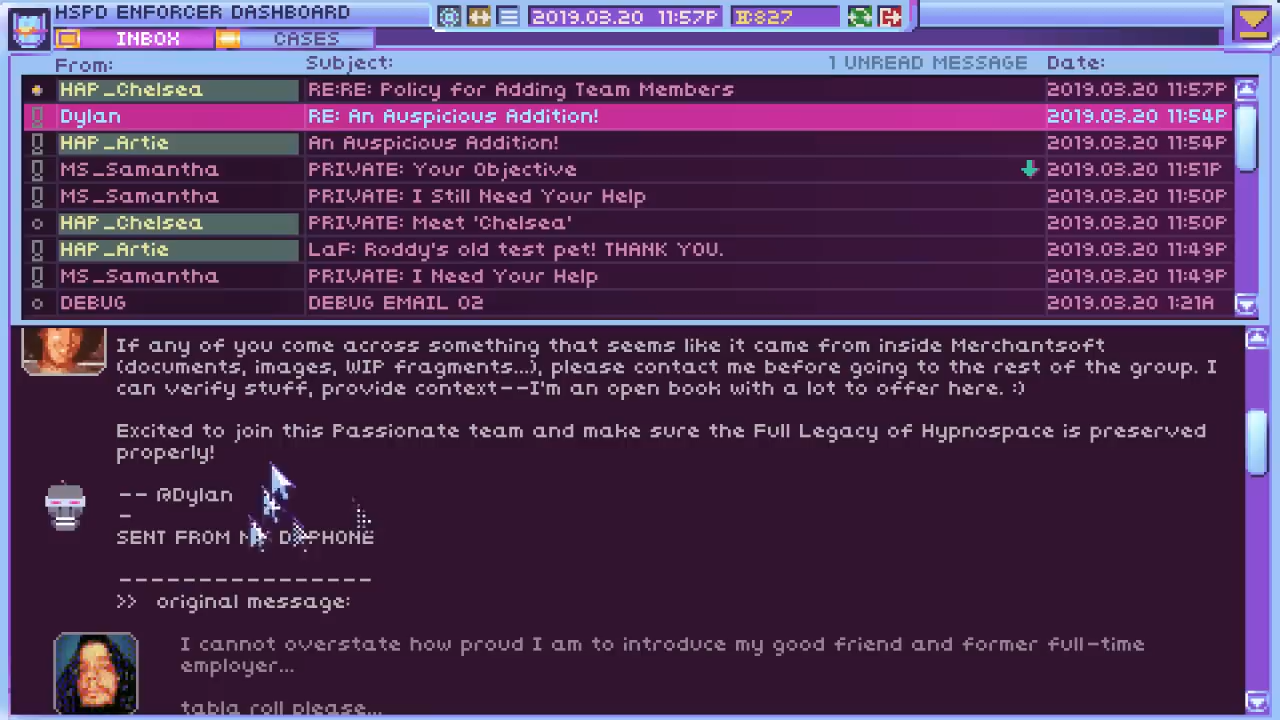 HSPD ENFORCER DASHBOARD
2019.03.20 11:57P
827
INBOX
CASES
From: Subject: 1 UNREAD MESSAGE Date:
HAP_Chelsea RE:RE: Policy for Adding Team Members 2019.03.20 11:57P
Dylan RE: An Auspicious Addition! 2019.03.20 11:54P
HAP_Artie An Auspicious Addition! 2019.03.20 11:54P
MS_Samantha PRIVATE: Your Objective 2019.03.20 11:51P
MS_Samantha PRIVATE: I Still Need Your Help 2019.03.20 11:50P
HAP_Chelsea PRIVATE: Meet 'Chelsea' 2019.03.20 11:50P
HAP_Artie LaF: Roddy's old test pet! THANK YOU. 2019.03.20 11:49P
MS_Samantha PRIVATE: I Need Your Help 2019.03.20 11:49P
DEBUG DEBUG EMAIL 02 2019.03.20 1:21A
If any of you come across something that seems like it came from inside Merchantsoft
(documents, images, WIP fragments...), please contact me before going to the rest of the group. I
can verify stuff, provide context--I'm an open book with a lot to offer here. :)
Excited to join this Passionate team and make sure the Full Legacy of Hypnospace is preserved
properly!
-- @Dylan
_
SENT FROM
----------------
>> original message:
I cannot overstate how proud I am to introduce my good friend and former full-time
employer...
tabla roll please...